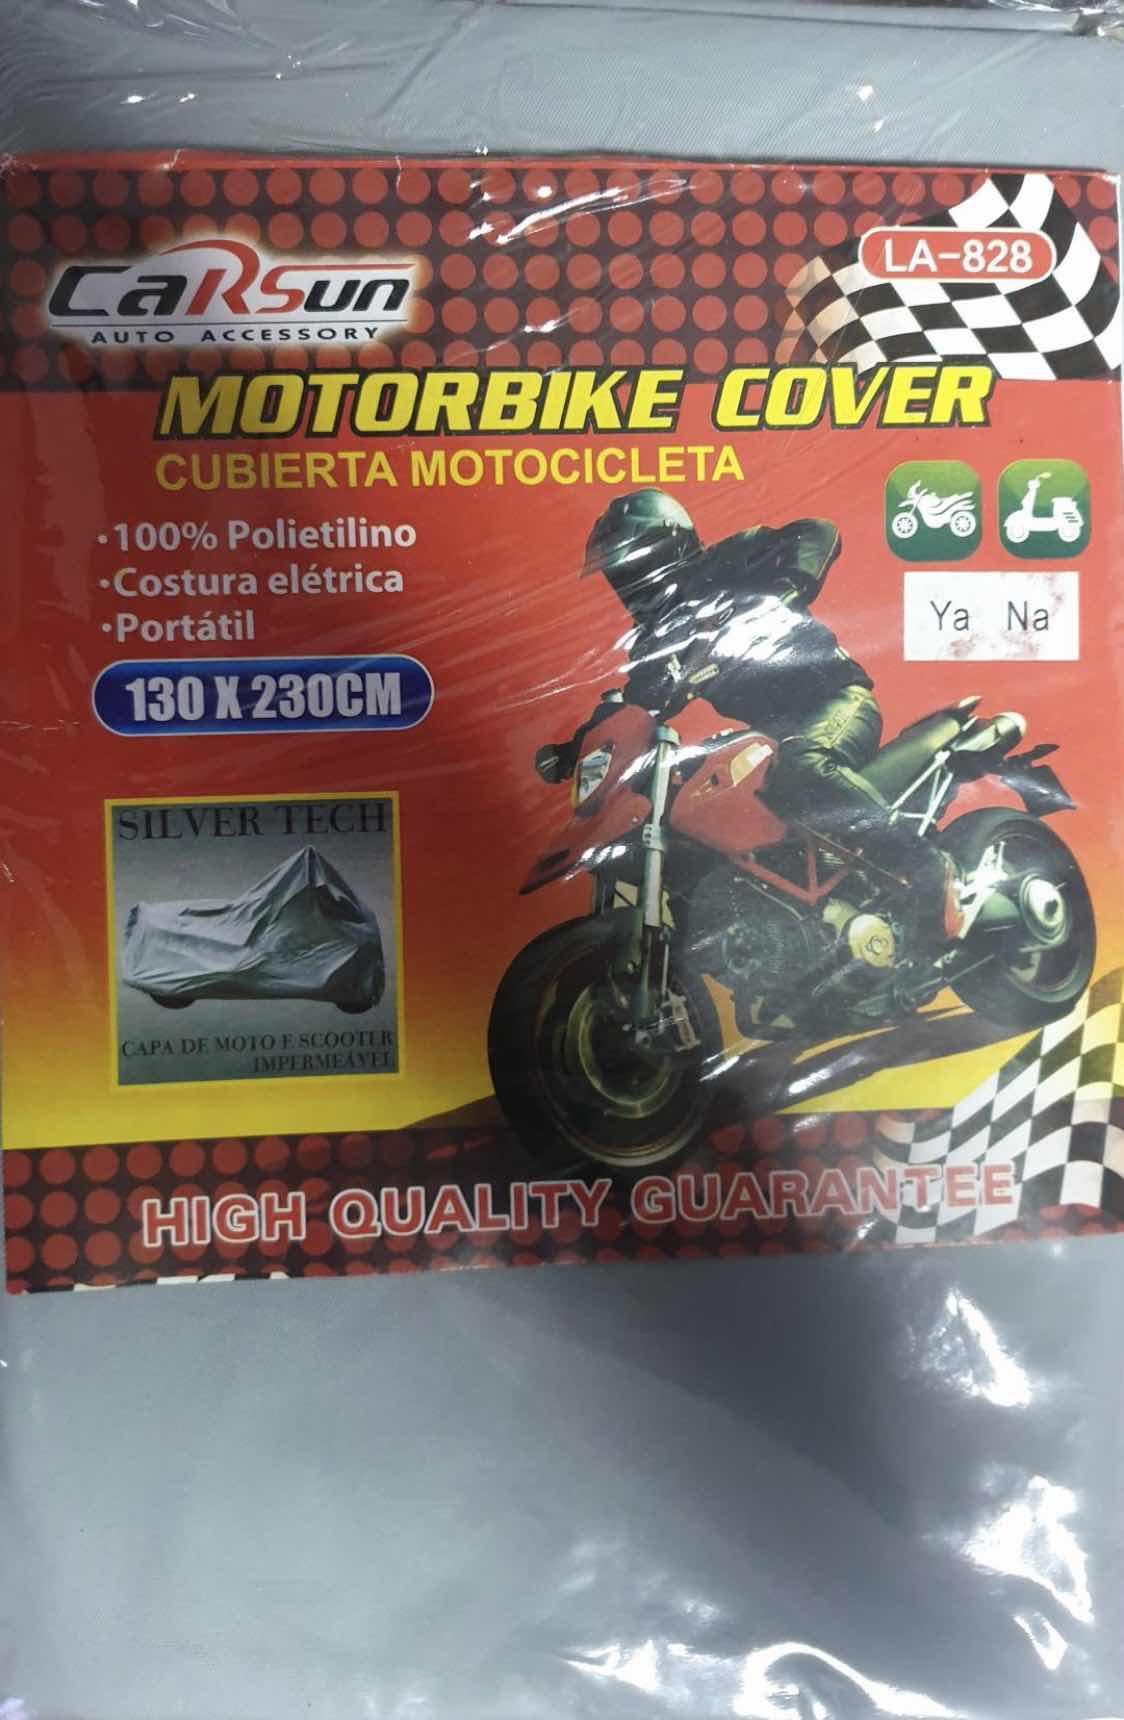 LA-828
CaRSun
AUTO ACCESSORY
MOTORBIKE COVER
CUBIERTA MOTOCICLETA
•100% Polietilino
•Costura elétrica
•Portátil
Ya Na
130 X 230CM
SILVER TECH
CAPA DE MOTO E SCOOTER
IMPERMEÁVEL
HIGH QUALITY GUARANTEE